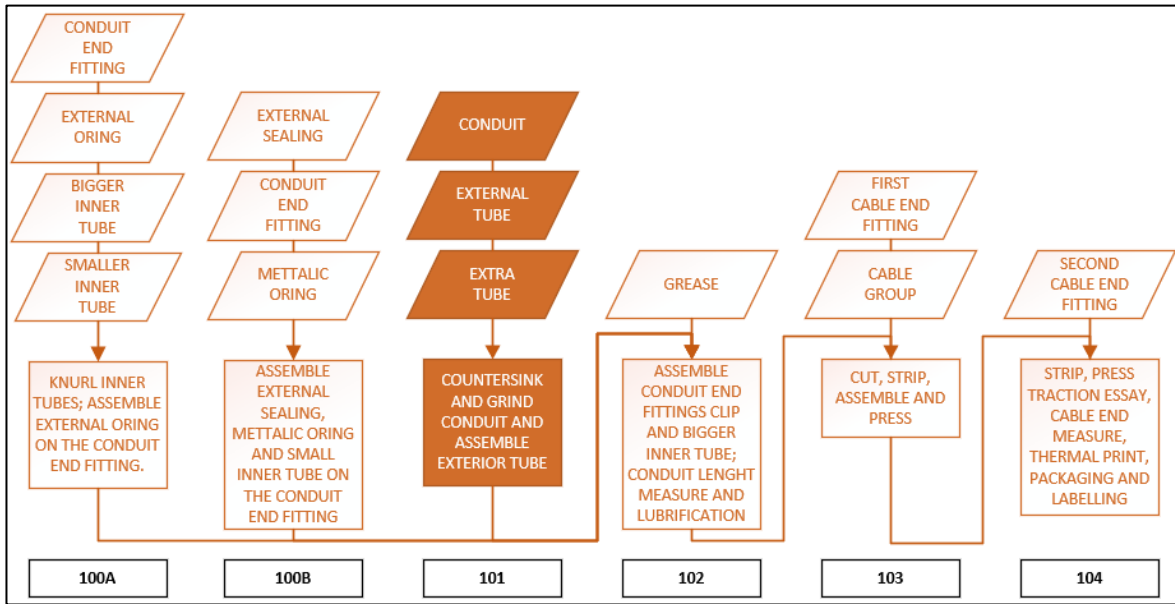 CONDUIT
END
FITTING
EXTERNAL
ORING
BIGGER
INNER
TUBE
SMALLER
INNER
TUBE
KNURL INNER
TUBES; ASSEMBLE
EXTERNAL ORING
ON THE CONDUIT
END FITTING.
100A
EXTERNAL
SEALING
CONDUIT
END
FITTING
METTALIC
ORING
ASSEMBLE
EXTERNAL
SEALING,
METTALIC ORING
AND SMALL
INNER TUBE ON
THE CONDUIT
END FITTING
100B
CONDUIT
EXTERNAL
TUBE
EXTRA
TUBE
COUNTERSINK
AND GRIND
CONDUIT AND
ASSEMBLE
EXTERIOR TUBE
101
GREASE
ASSEMBLE
CONDUIT END
FITTINGS CLIP
AND BIGGER
INNER TUBE;
CONDUIT LENGHT
MEASURE AND
LUBRIFICATION
102
FIRST
CABLE END
FITTING
CABLE
GROUP
CUT, STRIP,
ASSEMBLE AND
PRESS
103
SECOND
CABLE END
FITTING
STRIP, PRESS
TRACTION ESSAY,
CABLE END
MEASURE,
THERMAL PRINT,
PACKAGING AND
LABELLING
104